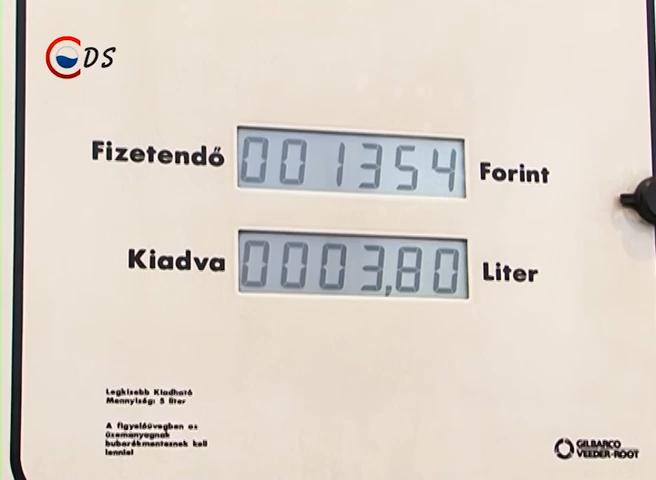 DS
Fizetendő 001354 Forint
Kiadva 0003,80 Liter
Legkisebb Kiadható
Mennyiség: 5 liter
A figyelőüvegben az
üzemanyagnak
buborékmentesnek kell
lennie!
GILBARCO
VEEDER-ROOT